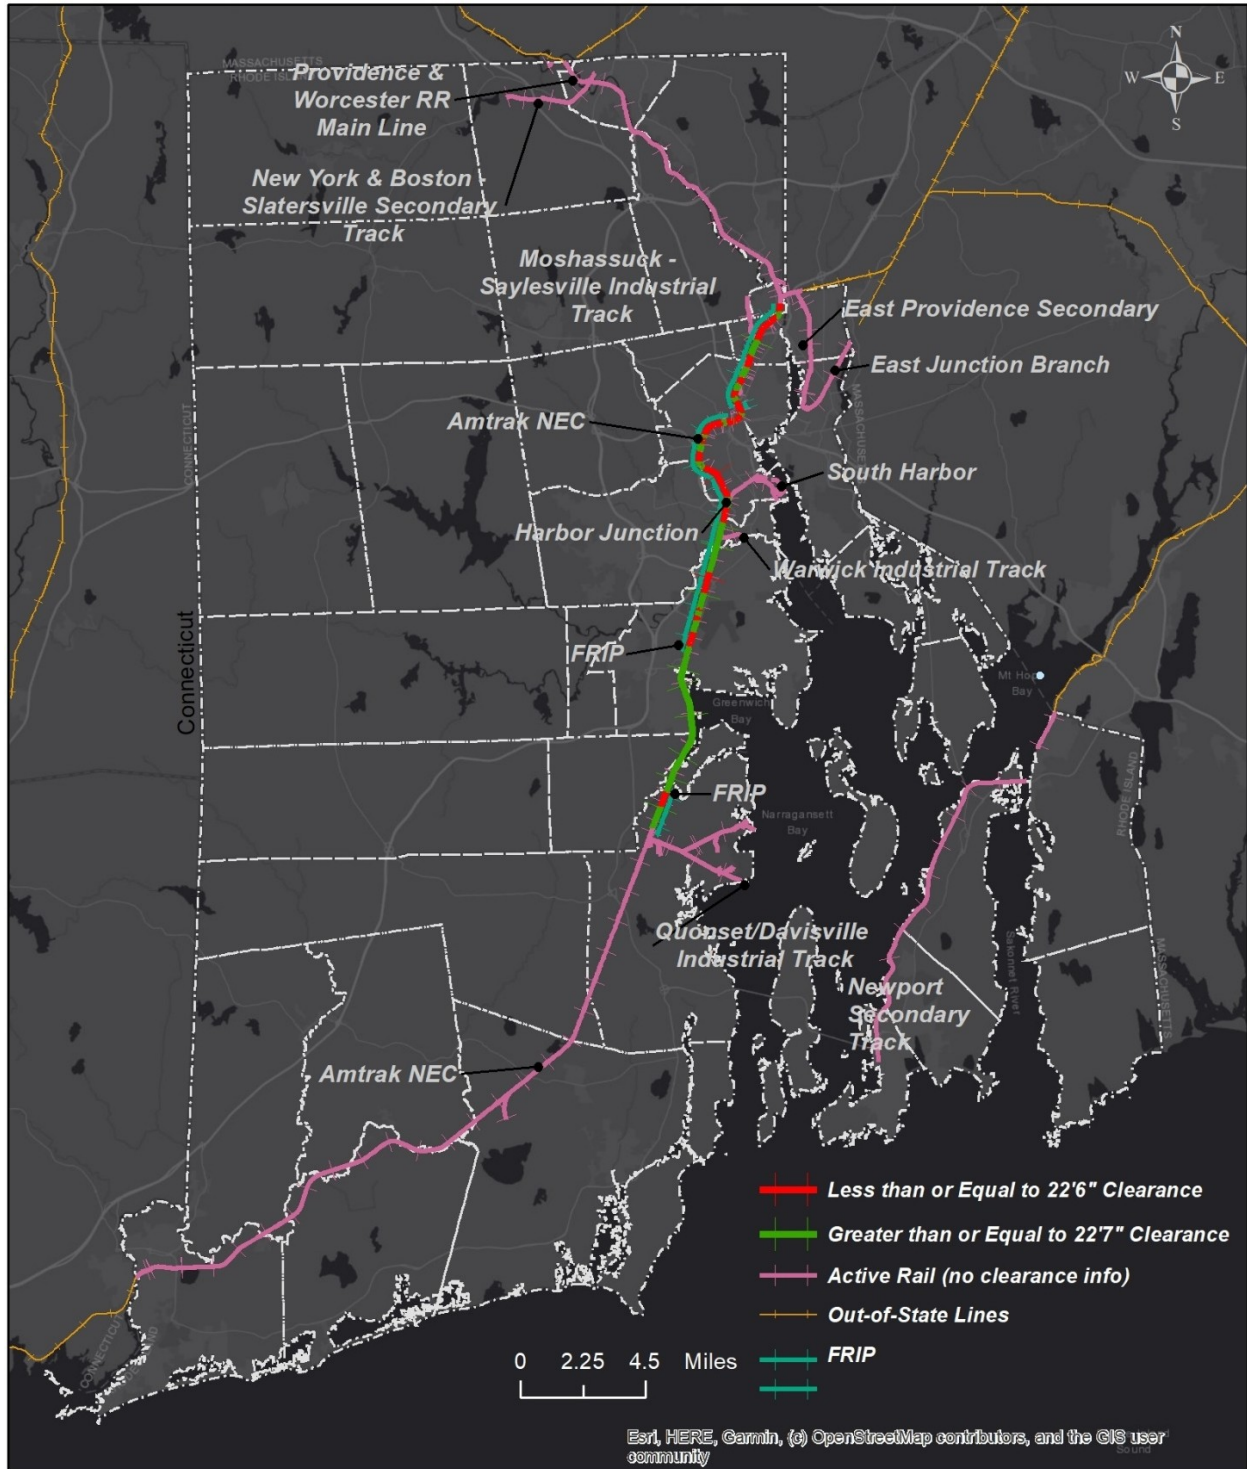 N
W E
S
MASSACHUSETTS
RHODE ISLAND
Providence &
Worcester RR
Main Line
New York & Boston -
Slatersville Secondary
Track
Moshassuck -
Saylesville Industrial
Track
East Providence Secondary
East Junction Branch
CONNECTICUT
MASSACHUSETTS
Amtrak NEC
South Harbor
Harbor Junction
Warwick Industrial Track
FRIP
Connecticut
Mt Hope
Bay
Greenwich
Bay
FRIP
Narragansett
Bay
RHODE ISLAND
Quonset/Davisville
Industrial Track
Sakonnet River
MASSACHUSETTS
Newport
Secondary
Track
Amtrak NEC
Less than or Equal to 22'6" Clearance
Greater than or Equal to 22'7" Clearance
Active Rail (no clearance info)
Out-of-State Lines
FRIP
CONNECTICUT
0 2.25 4.5 Miles
Esri, HERE, Garmin, (c) OpenStreetMap contributors, and the GIS user
community
Sound